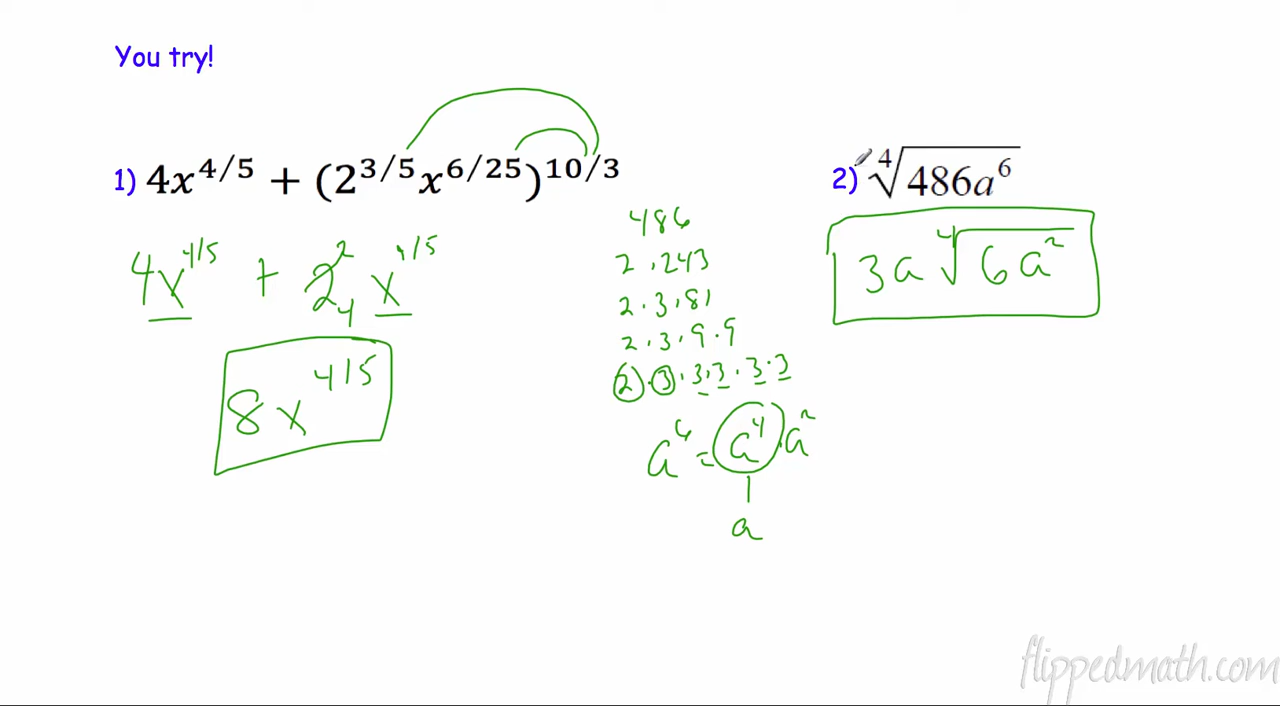 You try!
1) 4x^{4/5} + (2^{3/5}x^{6/25})^{10/3}
4x^{4/5} + 2^2 x^{4/5}
4
8x^{4/5}
486
2 · 243
2 · 3 · 81
2 · 3 · 9 · 9
2 · 3 · 3 · 3 · 3 · 3
a^6 = a^4 · a^2
a
2) ∜486a^6
3a ∜6a^2
flippedmath.com